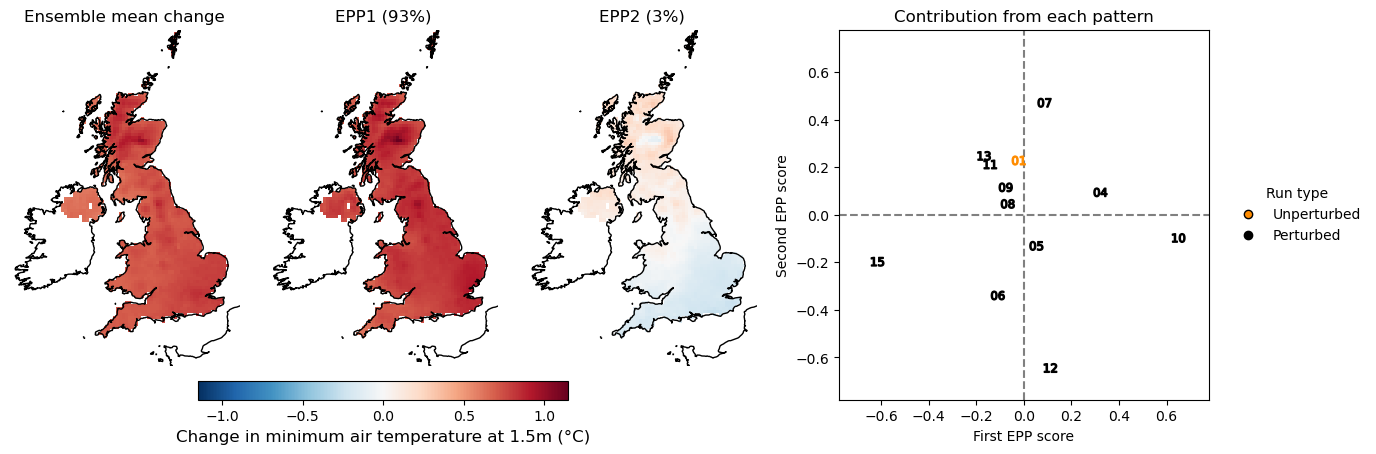 Ensemble mean change
EPP1 (93%)
EPP2 (3%)
Contribution from each pattern
−1.0 −0.5 0.0 0.5 1.0
Change in minimum air temperature at 1.5m (°C)
Second EPP score
0.6
0.4
0.2
0.0
−0.2
−0.4
−0.6
07
13
01
11
09
04
08
10
05
15
06
12
−0.6 −0.4 −0.2 0.0 0.2 0.4 0.6
First EPP score
Run type
Unperturbed
Perturbed